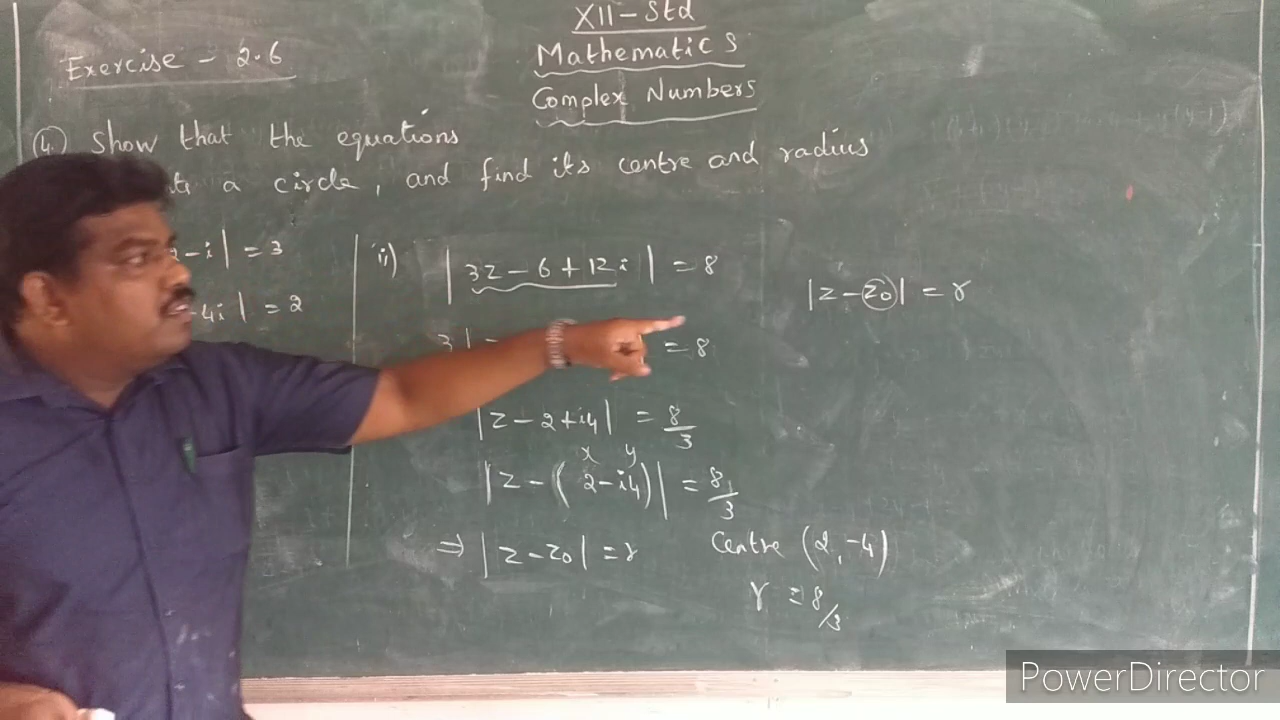 XII - Std
Mathematics
Complex Numbers
Exercise - 2.6
(4) Show that the equations
a circle, and find its centre and radius
-i| = 3
-4i| = 2
ii) |3z - 6 + 12i| = 8
3| = 8
|z - 2 + i4| = 8/3
x y
|z - (2 - i4)| = 8/3
⇒ |z - z₀| = r
Centre (2, -4)
r = 8/3
|z - z₀| = r
PowerDirector